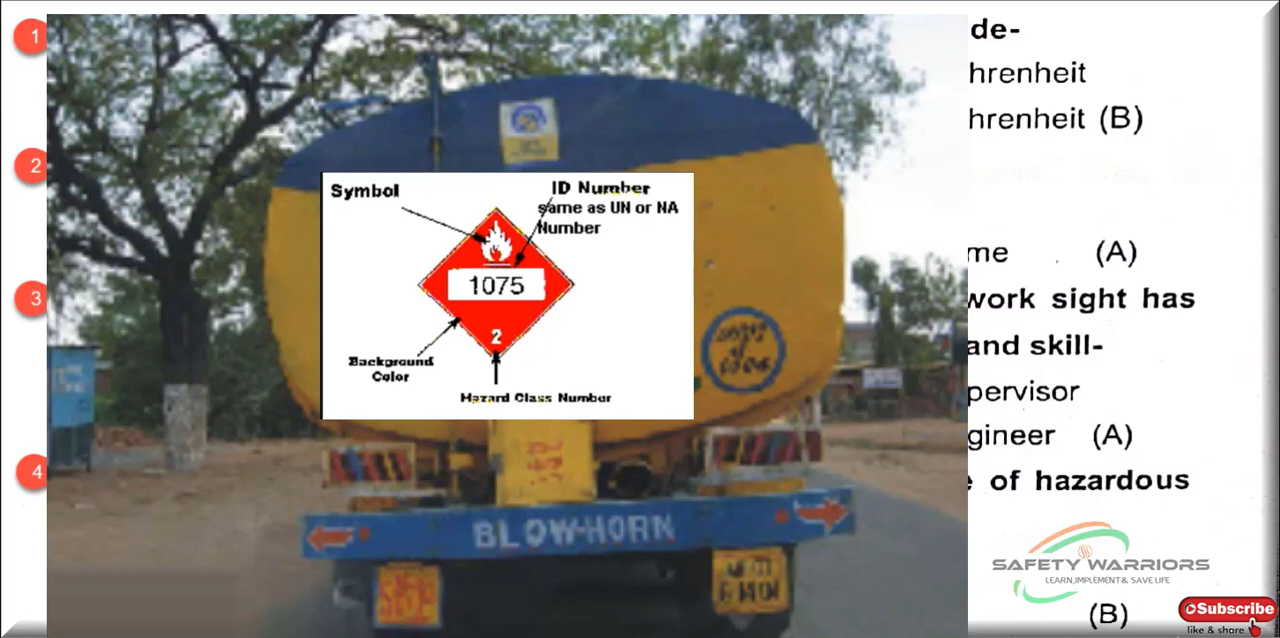 1
2
3
4
de-
hrenheit
hrenheit (B)
me (A)
work sight has
and skill-
pervisor
gineer (A)
of hazardous
(B)
Symbol
ID Number
same as UN or NA
Number
1075
2
Background
Color
Hazard Class Number
BLOW-HORN
SAFETY WARRIORS
LEARN,IMPLEMENT & SAVE LIFE
Subscribe
like & share